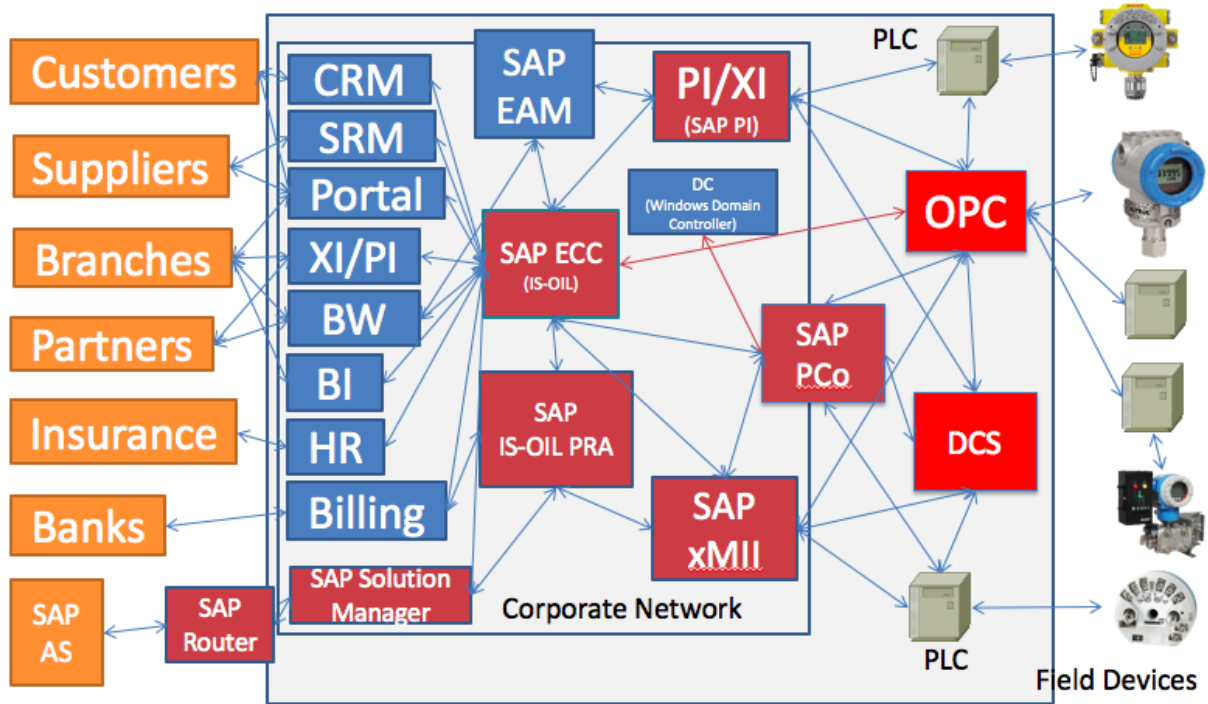 Customers
Suppliers
Branches
Partners
Insurance
Banks
SAP
AS
SAP
Router
CRM
SRM
Portal
XI/PI
BW
BI
HR
Billing
SAP Solution
Manager
SAP
EAM
PI/XI
(SAP PI)
DC
(Windows Domain
Controller)
SAP ECC
(IS-OIL)
SAP
IS-OIL PRA
SAP
PCo
SAP
xMII
Corporate Network
PLC
OPC
DCS
PLC
Field Devices